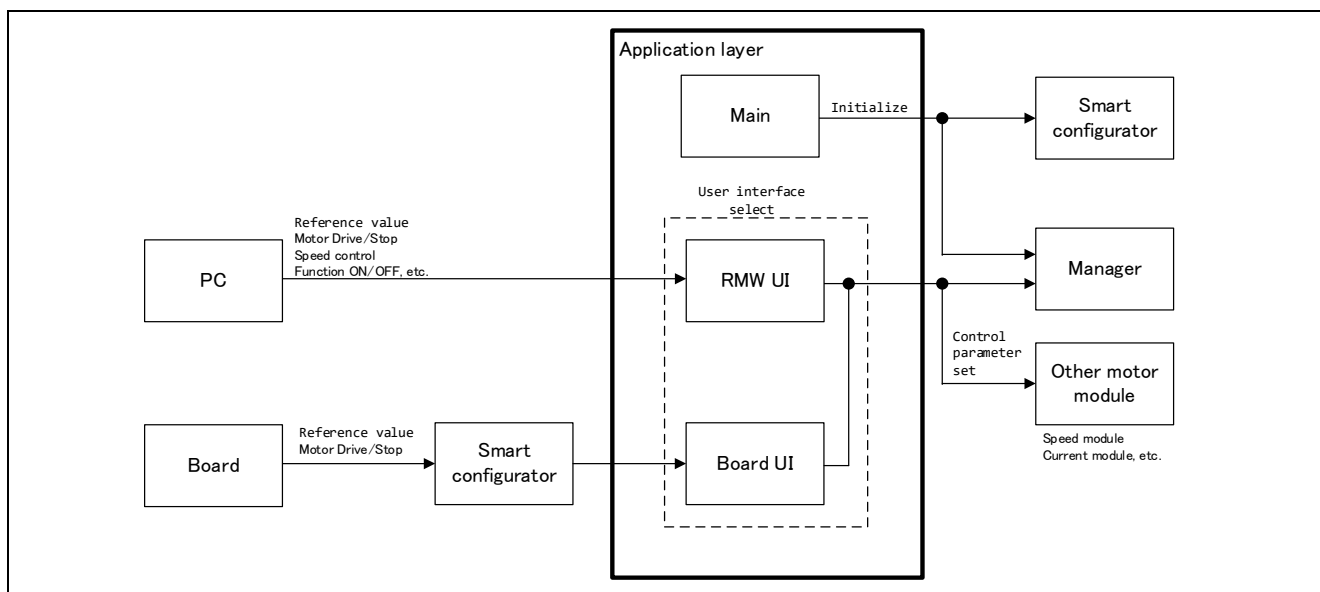 Application layer
Main
Initialize
Smart
configurator
User interface
select
Reference value
Motor Drive/Stop
Speed control
Function ON/OFF, etc.
PC
RMW UI
Manager
Control
parameter
set
Other motor
module
Speed module
Current module, etc.
Board
Reference value
Motor Drive/Stop
Smart
configurator
Board UI